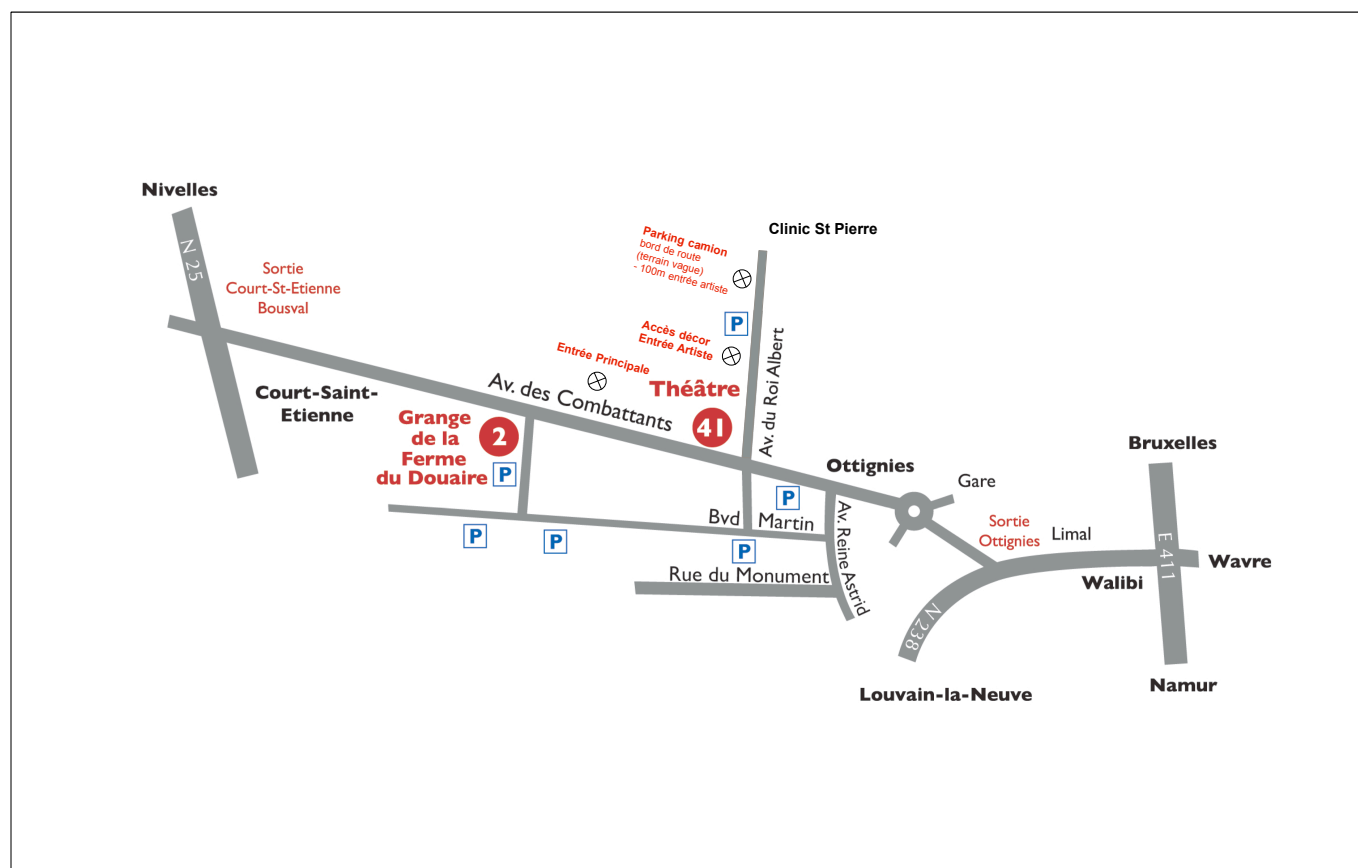 Nivelles
N 25
Sortie
Court-St-Etienne
Bousval
Clinic St Pierre
Parking camion
bord de route
(terrain vague)
- 100m entrée artiste
P
Accès décor
Entrée Artiste
Entrée Principale
Av. du Roi Albert
Théâtre
41
Av. des Combattants
Court-Saint-
Etienne
Grange
de la
Ferme
du Douaire
2
P
Bruxelles
Ottignies
Gare
P
Bvd Martin
Av. Reine Astrid
Sortie
Ottignies
Limal
E 411
P
P
P
Wavre
Walibi
Rue du Monument
N 238
Louvain-la-Neuve
Namur